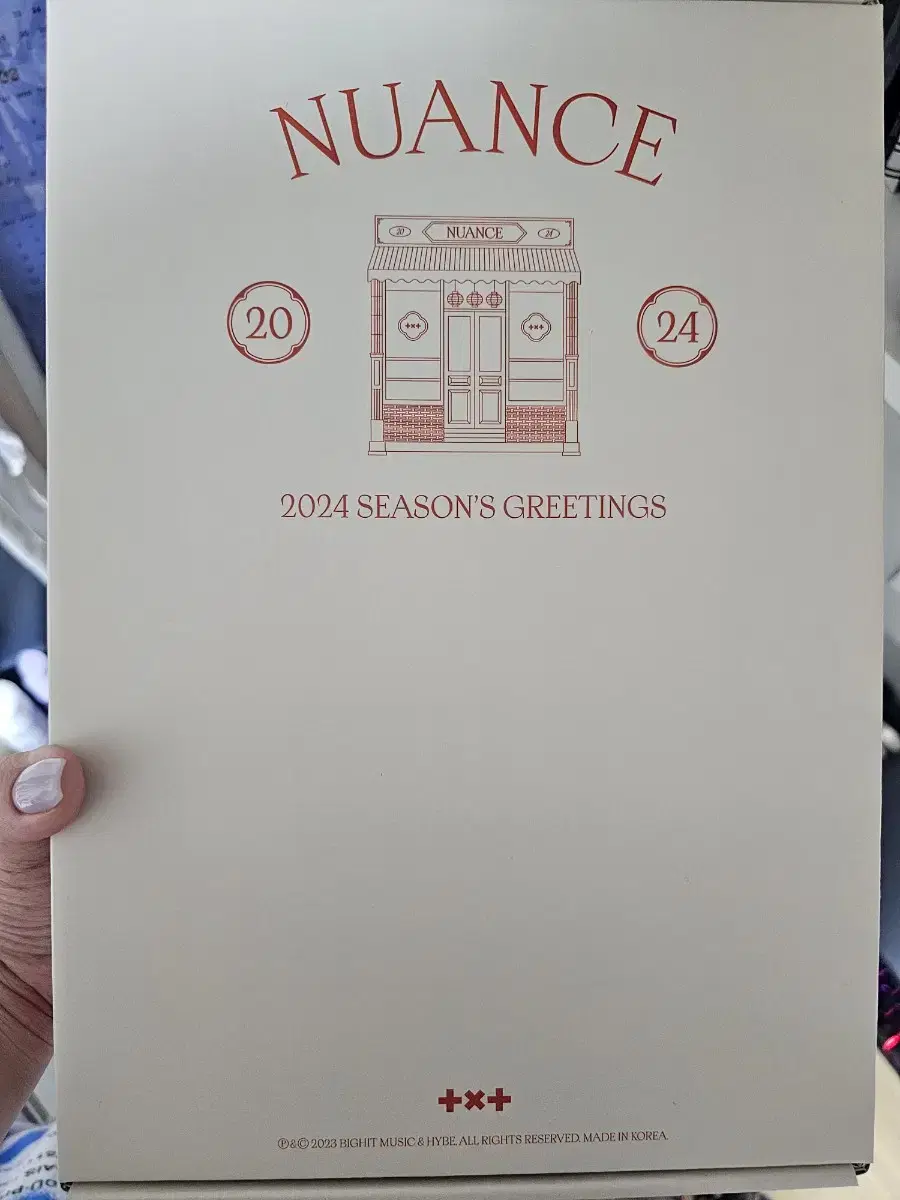 NUANCE
20 NUANCE 24
+×+ +×+
20 24
2024 SEASON'S GREETINGS
+×+
℗&© 2023 BIGHIT MUSIC & HYBE. ALL RIGHTS RESERVED. MADE IN KOREA.